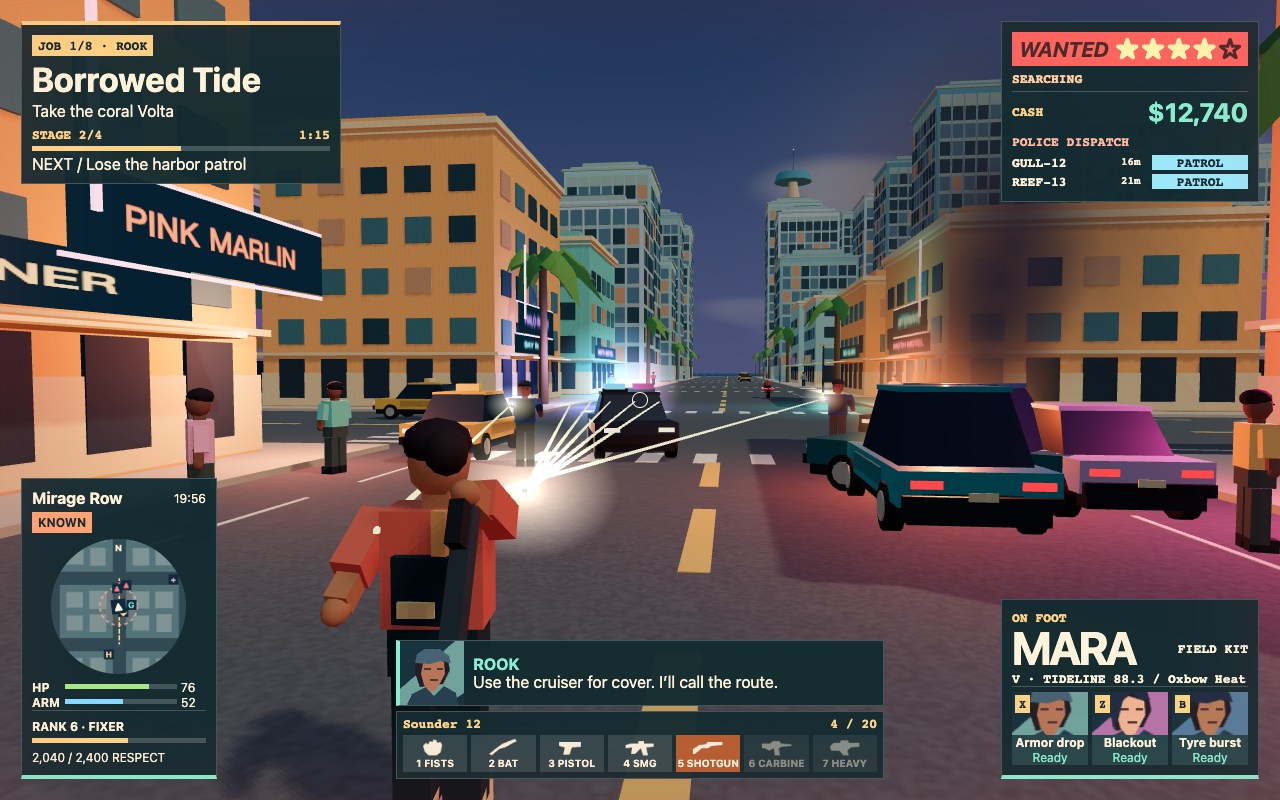 JOB 1/8 · ROOK
Borrowed Tide
Take the coral Volta
STAGE 2/4 1:15
NEXT / Lose the harbor patrol
WANTED
SEARCHING
CASH $12,740
POLICE DISPATCH
GULL-12 16m PATROL
REEF-13 21m PATROL
PINK MARLIN
NER
Mirage Row 19:56
KNOWN
N
G
H
HP 76
ARM 52
RANK 6 · FIXER
2,040 / 2,400 RESPECT
ROOK
Use the cruiser for cover. I’ll call the route.
Sounder 12 4 / 20
1 FISTS 2 BAT 3 PISTOL 4 SMG 5 SHOTGUN 6 CARBINE 7 HEAVY
ON FOOT
MARA FIELD KIT
V · TIDELINE 88.3 / Oxbow Heat
X Z B
Armor drop Blackout Tyre burst
Ready Ready Ready